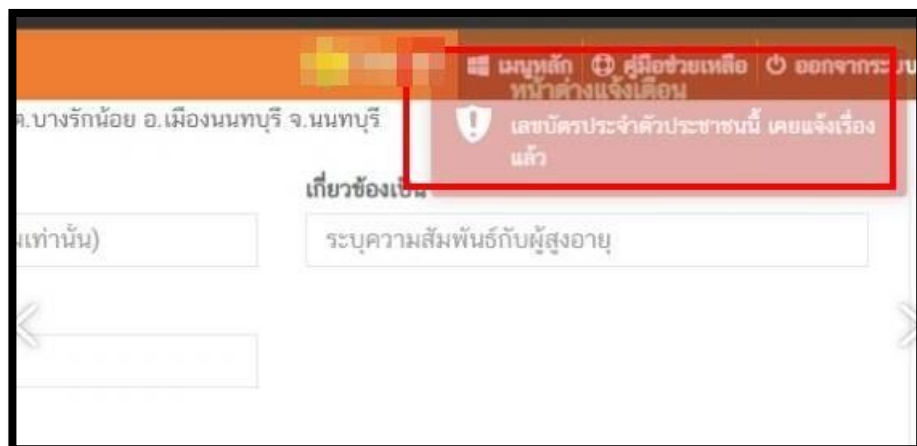 เมนูหลัก คู่มือช่วยเหลือ ออกจากระบบ
หน้าต่างแจ้งเตือน
ต.บางรักน้อย อ.เมืองนนทบุรี จ.นนทบุรี
เลขบัตรประจำตัวประชาชนนี้ เคยแจ้งเรื่อง
แล้ว
เกี่ยวข้องเป็น
เท่านั้น)
ระบุความสัมพันธ์กับผู้สูงอายุ